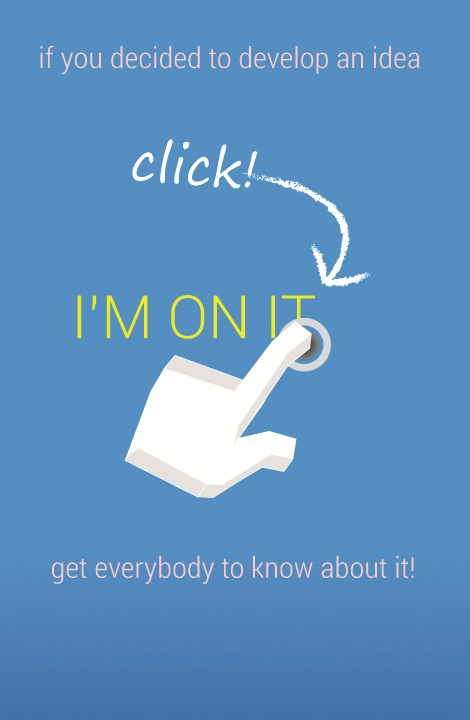 if you decided to develop an idea
click!
I'M ON IT
get everybody to know about it!